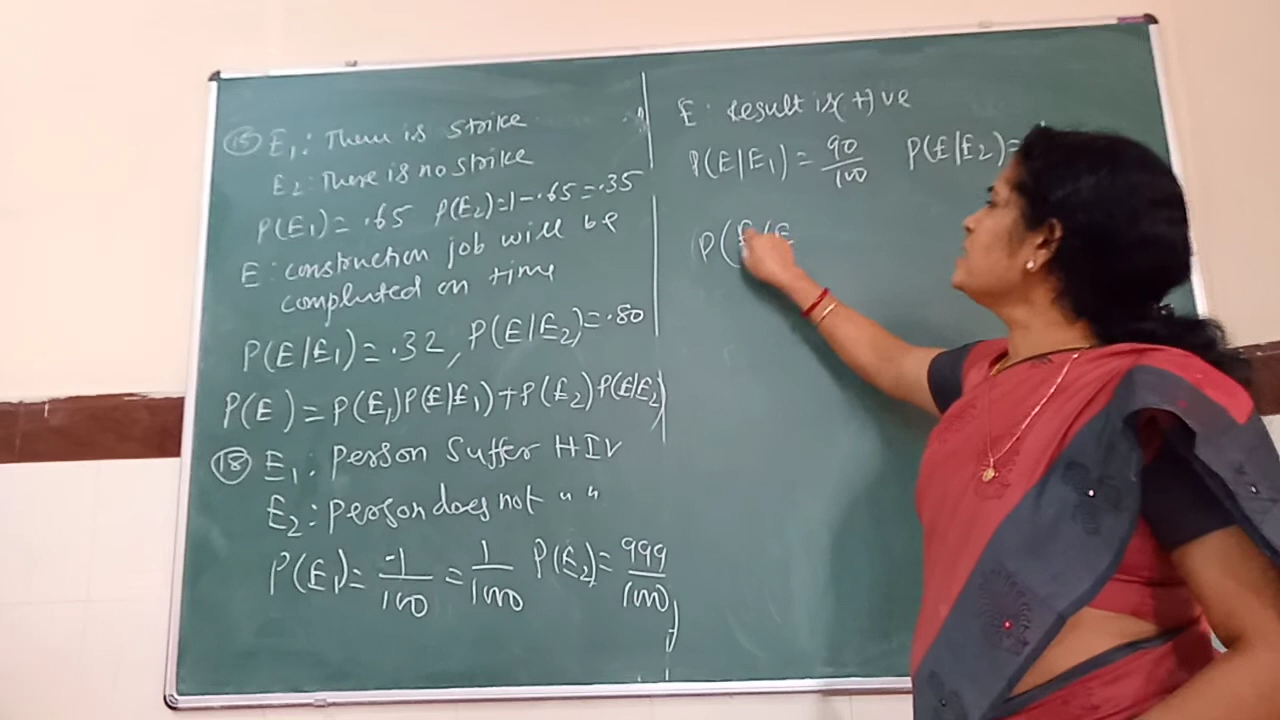 15 E₁: There is strike
E₂: There is no strike
P(E₁) = .65 P(E₂) = 1 - .65 = .35
E: construction job will be
completed on time
P(E/E₁) = .32, P(E/E₂) = .80
P(E) = P(E₁)P(E/E₁) + P(E₂)P(E/E₂)
18 E₁: Person suffer HIV
E₂: person does not " "
P(E₁) = .1/100 = 1/1000 P(E₂) = 999/1000
E: result is (+)ve
P(E/E₁) = 90/100 P(E/E₂) =
P(E/E